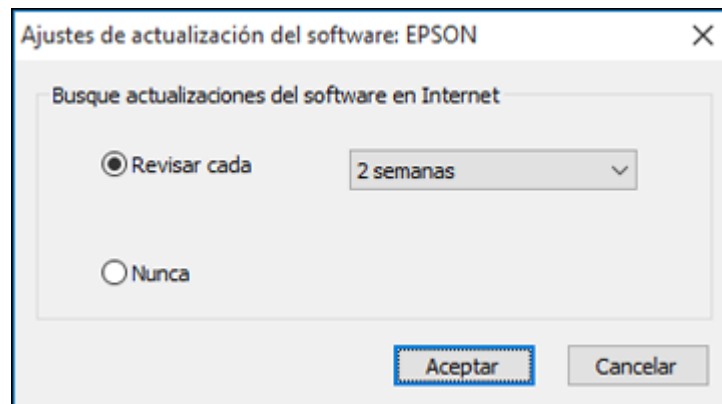 Ajustes de actualización del software: EPSON
Busque actualizaciones del software en Internet
Revisar cada
2 semanas
Nunca
Aceptar
Cancelar